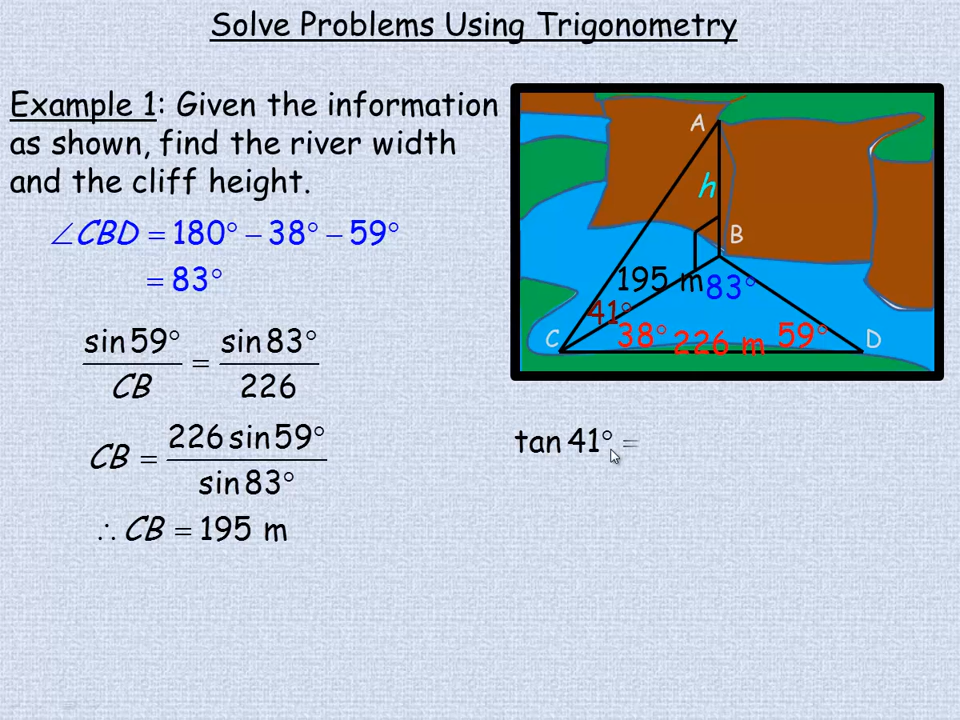 Solve Problems Using Trigonometry
Example 1: Given the information
as shown, find the river width
and the cliff height.
∠CBD = 180° − 38° − 59°
= 83°
sin 59° / CB = sin 83° / 226
CB = 226 sin 59° / sin 83°
∴ CB = 195 m
A
h
B
195 m
83°
41°
C
38°
226 m
59°
D
tan 41° =